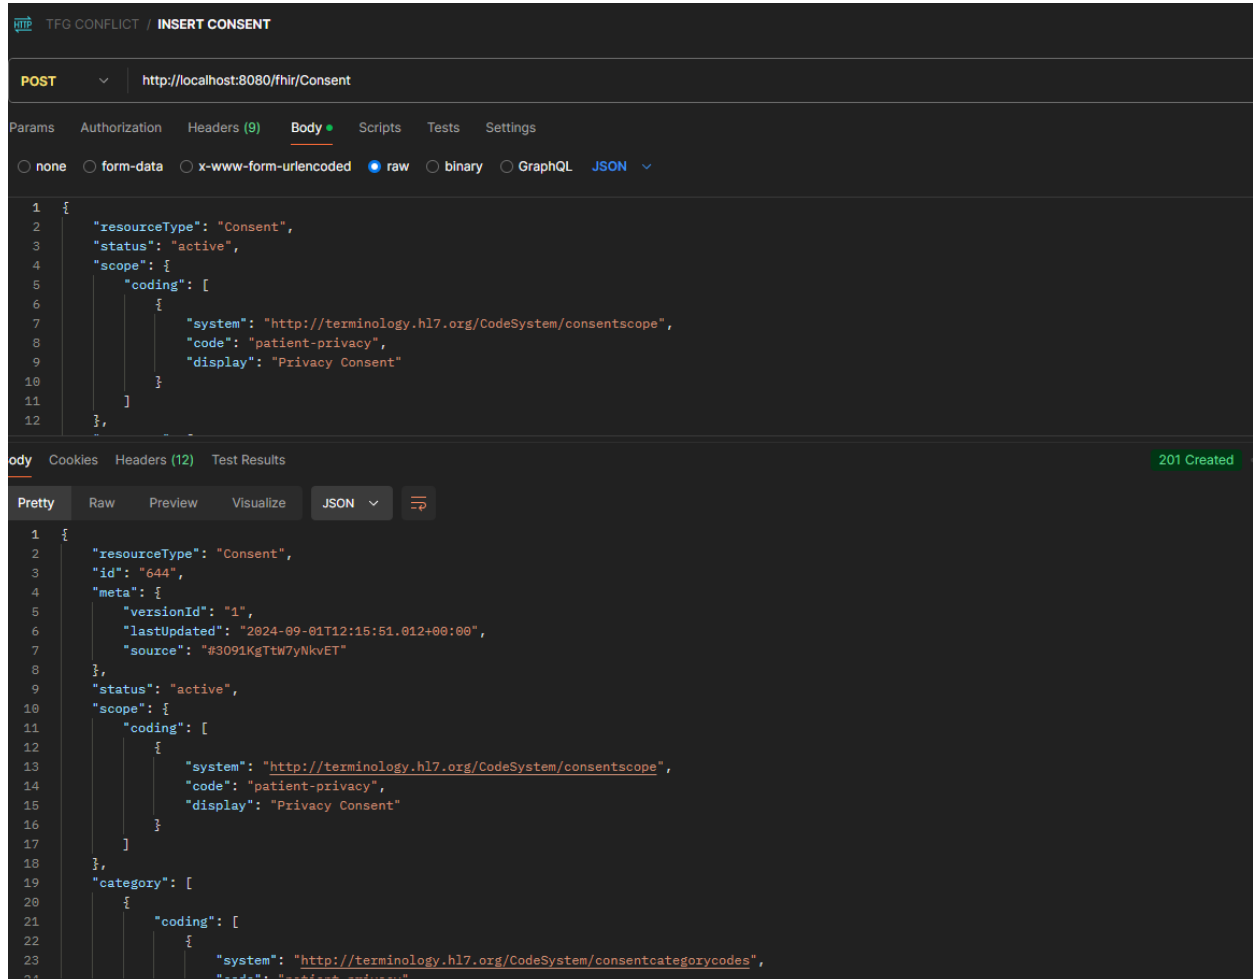 HTTP TFG CONFLICT / INSERT CONSENT
POST http://localhost:8080/fhir/Consent
Params Authorization Headers (9) Body Scripts Tests Settings
none form-data x-www-form-urlencoded raw binary GraphQL JSON
1 {
2 "resourceType": "Consent",
3 "status": "active",
4 "scope": {
5 "coding": [
6 {
7 "system": "http://terminology.hl7.org/CodeSystem/consentscope",
8 "code": "patient-privacy",
9 "display": "Privacy Consent"
10 }
11 ]
12 },
ody Cookies Headers (12) Test Results 201 Created
Pretty Raw Preview Visualize JSON
1 {
2 "resourceType": "Consent",
3 "id": "644",
4 "meta": {
5 "versionId": "1",
6 "lastUpdated": "2024-09-01T12:15:51.012+00:00",
7 "source": "#3O91KgTtW7yNkvET"
8 },
9 "status": "active",
10 "scope": {
11 "coding": [
12 {
13 "system": "http://terminology.hl7.org/CodeSystem/consentscope",
14 "code": "patient-privacy",
15 "display": "Privacy Consent"
16 }
17 ]
18 },
19 "category": [
20 {
21 "coding": [
22 {
23 "system": "http://terminology.hl7.org/CodeSystem/consentcategorycodes",